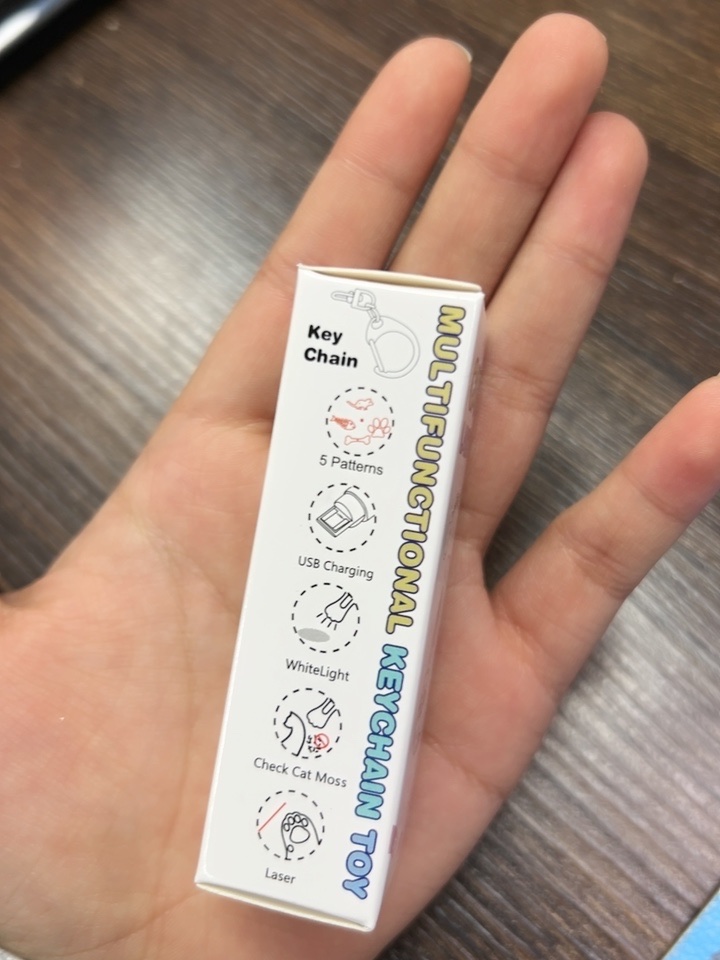 Key
Chain
5 Patterns
USB Charging
WhiteLight
Check Cat Moss
Laser
MULTIFUNCTIONAL KEYCHAIN TOY